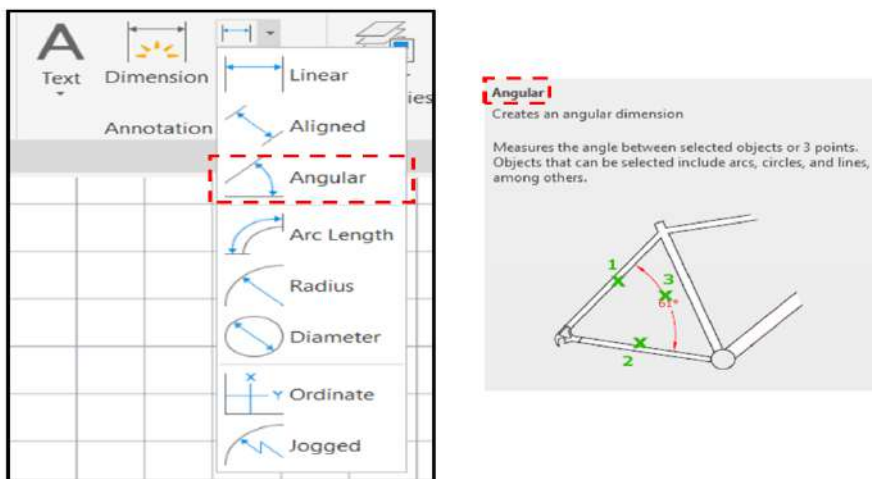 A
Text
Dimension
Annotation
ies
Linear
Aligned
Angular
Arc Length
Radius
Diameter
X
Y Ordinate
Jogged
Angular
Creates an angular dimension
Measures the angle between selected objects or 3 points.
Objects that can be selected include arcs, circles, and lines,
among others.
1
3
61°
2